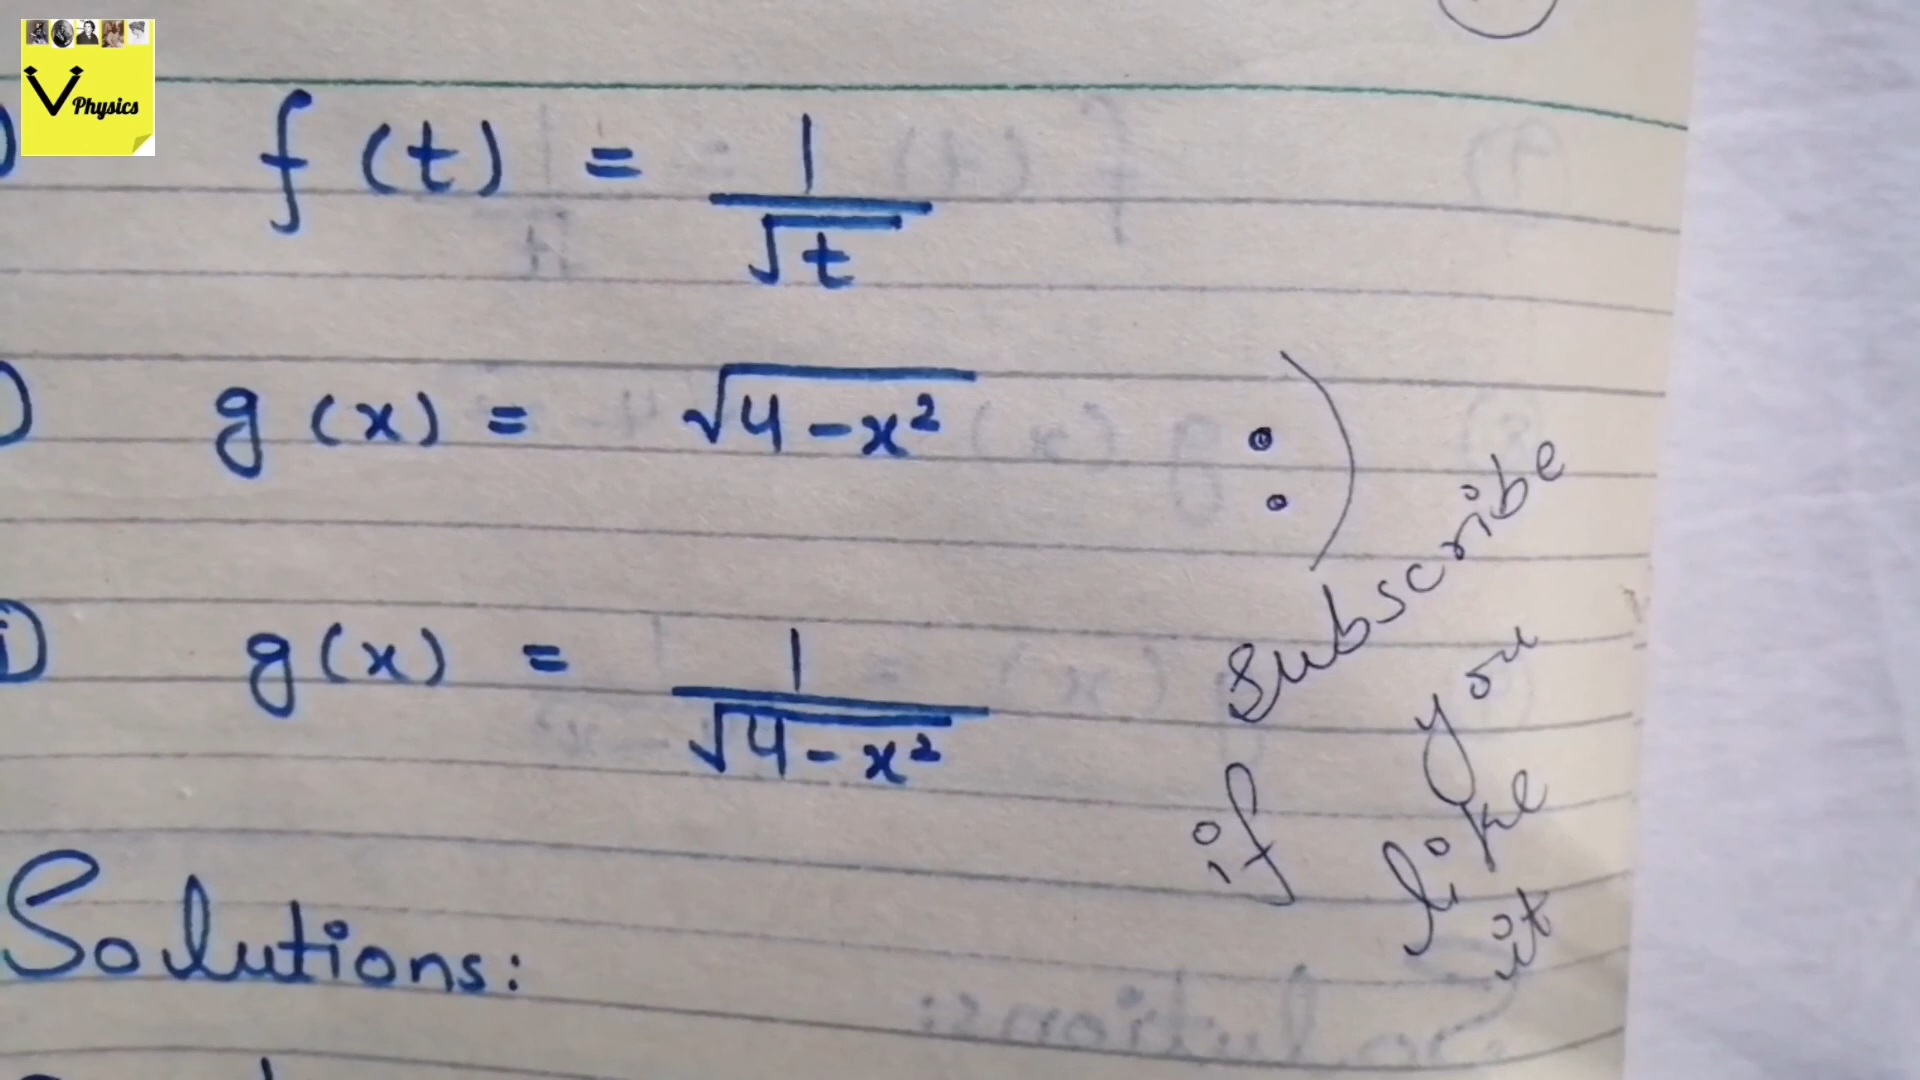 V Physics
f(t) = 1/√t
g(x) = √4-x²
g(x) = 1/√4-x²
Subscribe
if you
like
it
Solutions: